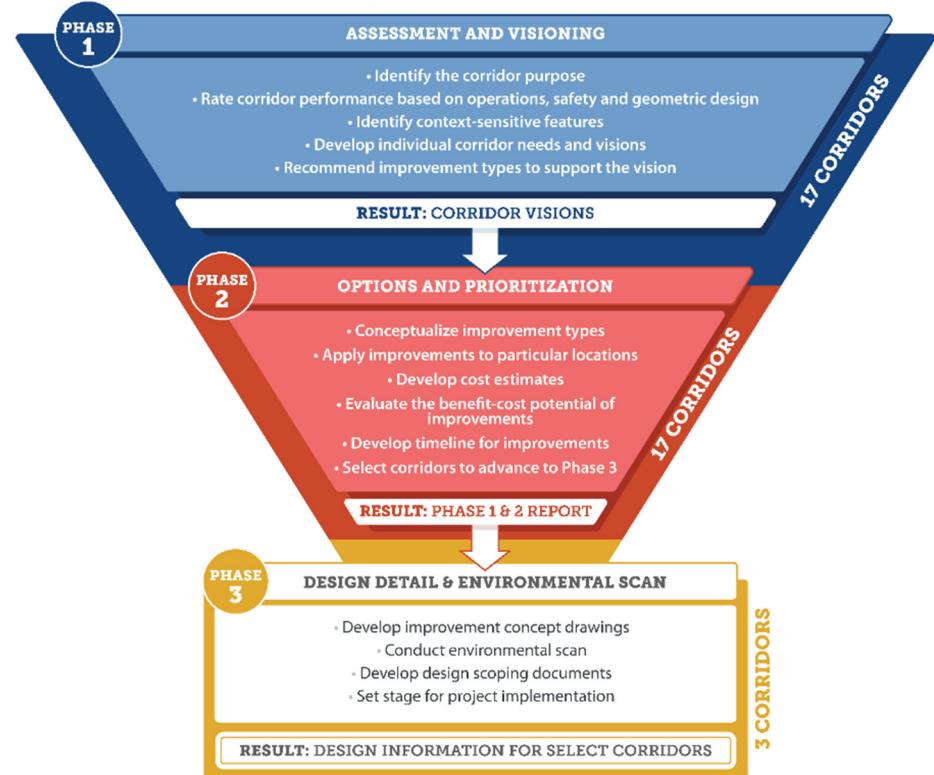 PHASE
1
ASSESSMENT AND VISIONING
• Identify the corridor purpose
• Rate corridor performance based on operations, safety and geometric design
• Identify context-sensitive features
• Develop individual corridor needs and visions
• Recommend improvement types to support the vision
17 CORRIDORS
RESULT: CORRIDOR VISIONS
PHASE
2
OPTIONS AND PRIORITIZATION
• Conceptualize improvement types
• Apply improvements to particular locations
• Develop cost estimates
• Evaluate the benefit-cost potential of
improvements
• Develop timeline for improvements
• Select corridors to advance to Phase 3
17 CORRIDORS
RESULT: PHASE 1 & 2 REPORT
PHASE
3
DESIGN DETAIL & ENVIRONMENTAL SCAN
• Develop improvement concept drawings
• Conduct environmental scan
• Develop design scoping documents
• Set stage for project implementation
3 CORRIDORS
RESULT: DESIGN INFORMATION FOR SELECT CORRIDORS